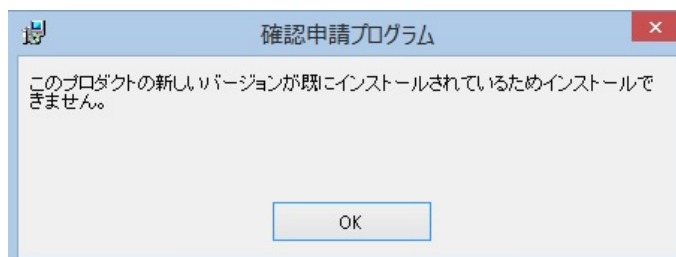 確認申請プログラム
このプロダクトの新しいバージョンが既にインストールされているためインストールで
きません。
OK